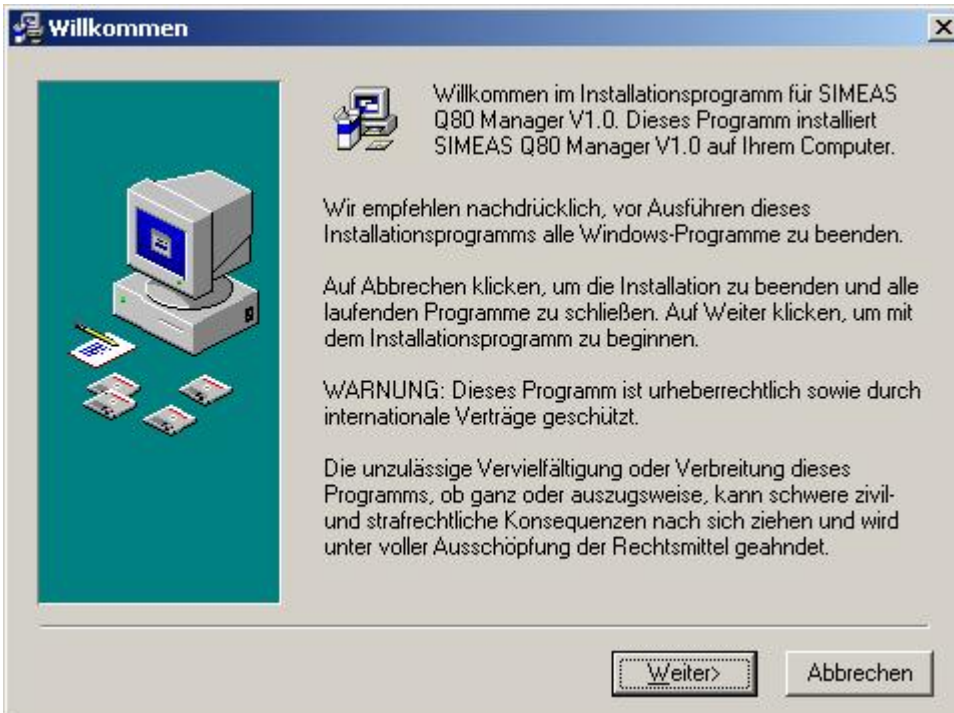 Willkommen
Willkommen im Installationsprogramm für SIMEAS
Q80 Manager V1.0. Dieses Programm installiert
SIMEAS Q80 Manager V1.0 auf Ihrem Computer.
Wir empfehlen nachdrücklich, vor Ausführen dieses
Installationsprogramms alle Windows-Programme zu beenden.
Auf Abbrechen klicken, um die Installation zu beenden und alle
laufenden Programme zu schließen. Auf Weiter klicken, um mit
dem Installationsprogramm zu beginnen.
WARNUNG: Dieses Programm ist urheberrechtlich sowie durch
internationale Verträge geschützt.
Die unzulässige Vervielfältigung oder Verbreitung dieses
Programms, ob ganz oder auszugsweise, kann schwere zivil-
und strafrechtliche Konsequenzen nach sich ziehen und wird
unter voller Ausschöpfung der Rechtsmittel geahndet.
Weiter>
Abbrechen